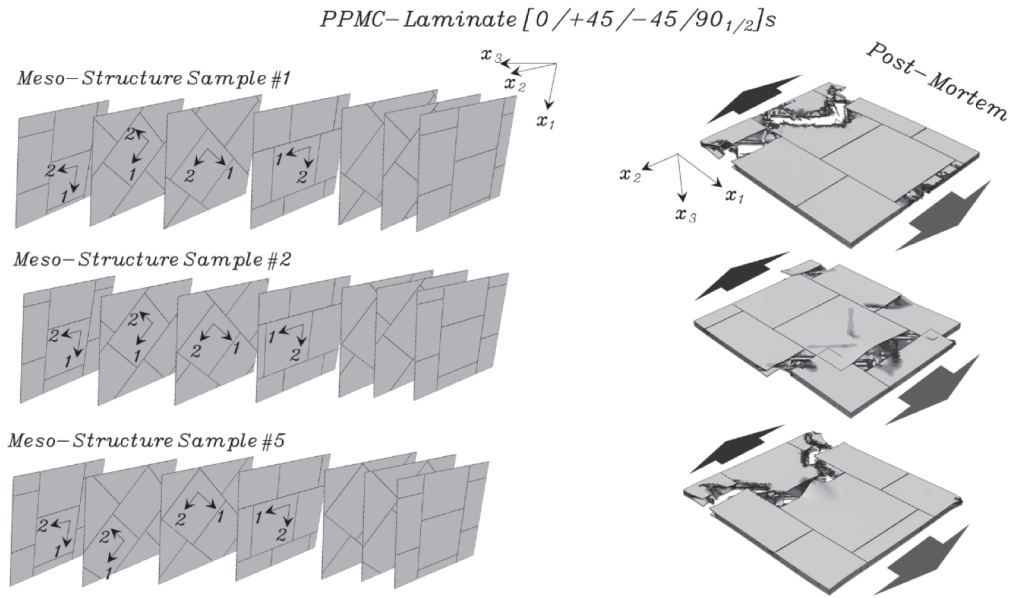 PPMC-Laminate [0/+45/-45/90_{1/2}]s
Meso-Structure Sample #1
x_3
x_2
x_1
Post-Mortem
2
1
2
1
2
1
1
2
x_2
x_3
x_1
Meso-Structure Sample #2
2
1
2
1
2
1
1
2
Meso-Structure Sample #5
2
1
2
1
2
1
1
2